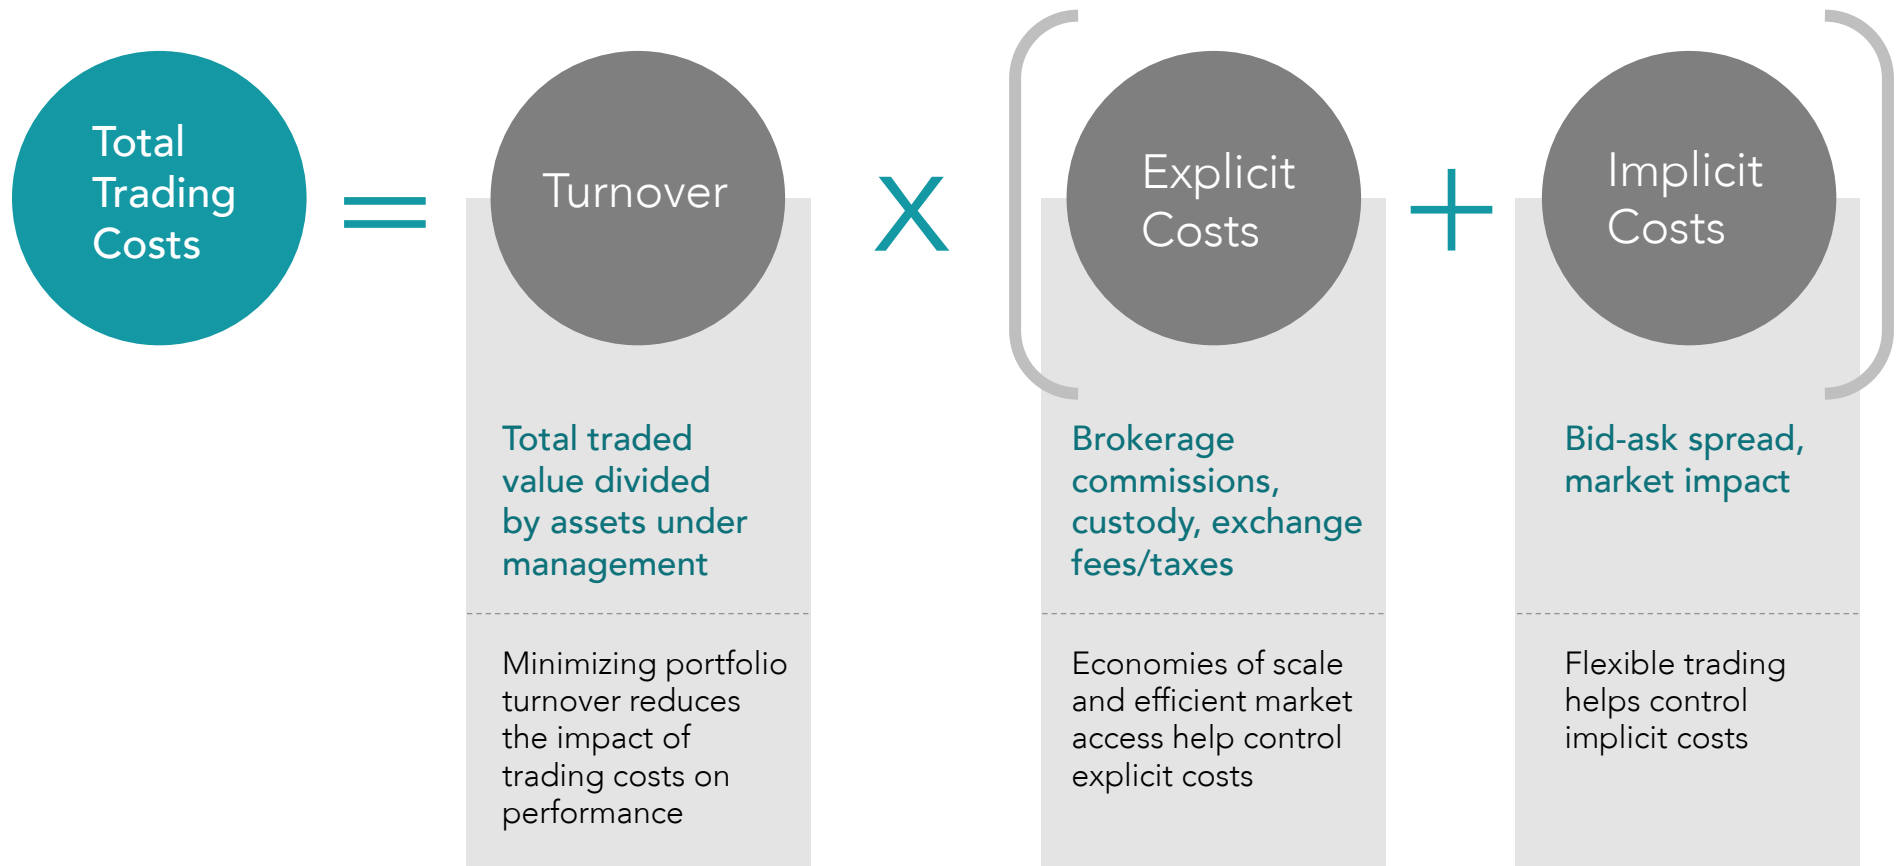 Total
Trading
Costs
=
Turnover
x
Explicit
Costs
+
Implicit
Costs
Total traded
value divided
by assets under
management
Minimizing portfolio
turnover reduces
the impact of
trading costs on
performance
Brokerage
commissions,
custody, exchange
fees/taxes
Economies of scale
and efficient market
access help control
explicit costs
Bid-ask spread,
market impact
Flexible trading
helps control
implicit costs